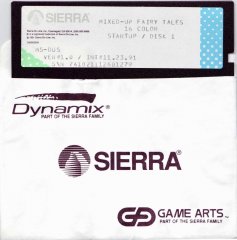 SIERRA
MIXED-UP FAIRY TALES
16 COLOR
STARTUP / DISK 1
MS-DOS
Dynamix®
PART OF THE SIERRA FAMILY
SIERRA®
GAME ARTS™
PART OF THE SIERRA FAMILY